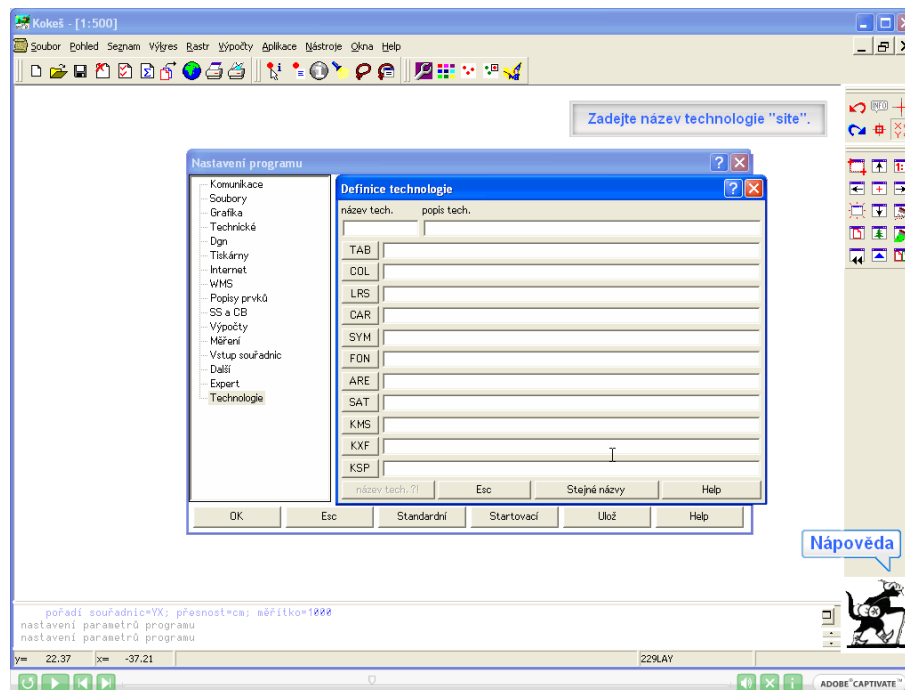 Kokeš - [1:500]
Soubor Pohled Seznam Výkres Rastr Výpočty Aplikace Nástroje Okna Help
Zadejte název technologie "site".
INFO
Nastavení programu
Komunikace
Soubory
Grafika
Technické
Dgn
Tiskárny
Internet
WMS
Popisy prvků
SS a CB
Výpočty
Měření
Vstup souřadnic
Další
Expert
Technologie
Definice technologie
název tech. popis tech.
TAB
COL
LRS
CAR
SYM
FON
ARE
SAT
KMS
KXF
KSP
název tech. ?! Esc Stejné názvy Help
OK Esc Standardní Startovací Ulož Help
Nápověda
pořadí souřadnic=YX; přesnost=cm; měřítko=1000
nastavení parametrů programu
nastavení parametrů programu
y= 22.37 x= -37.21 229LAY
ADOBE® CAPTIVATE™